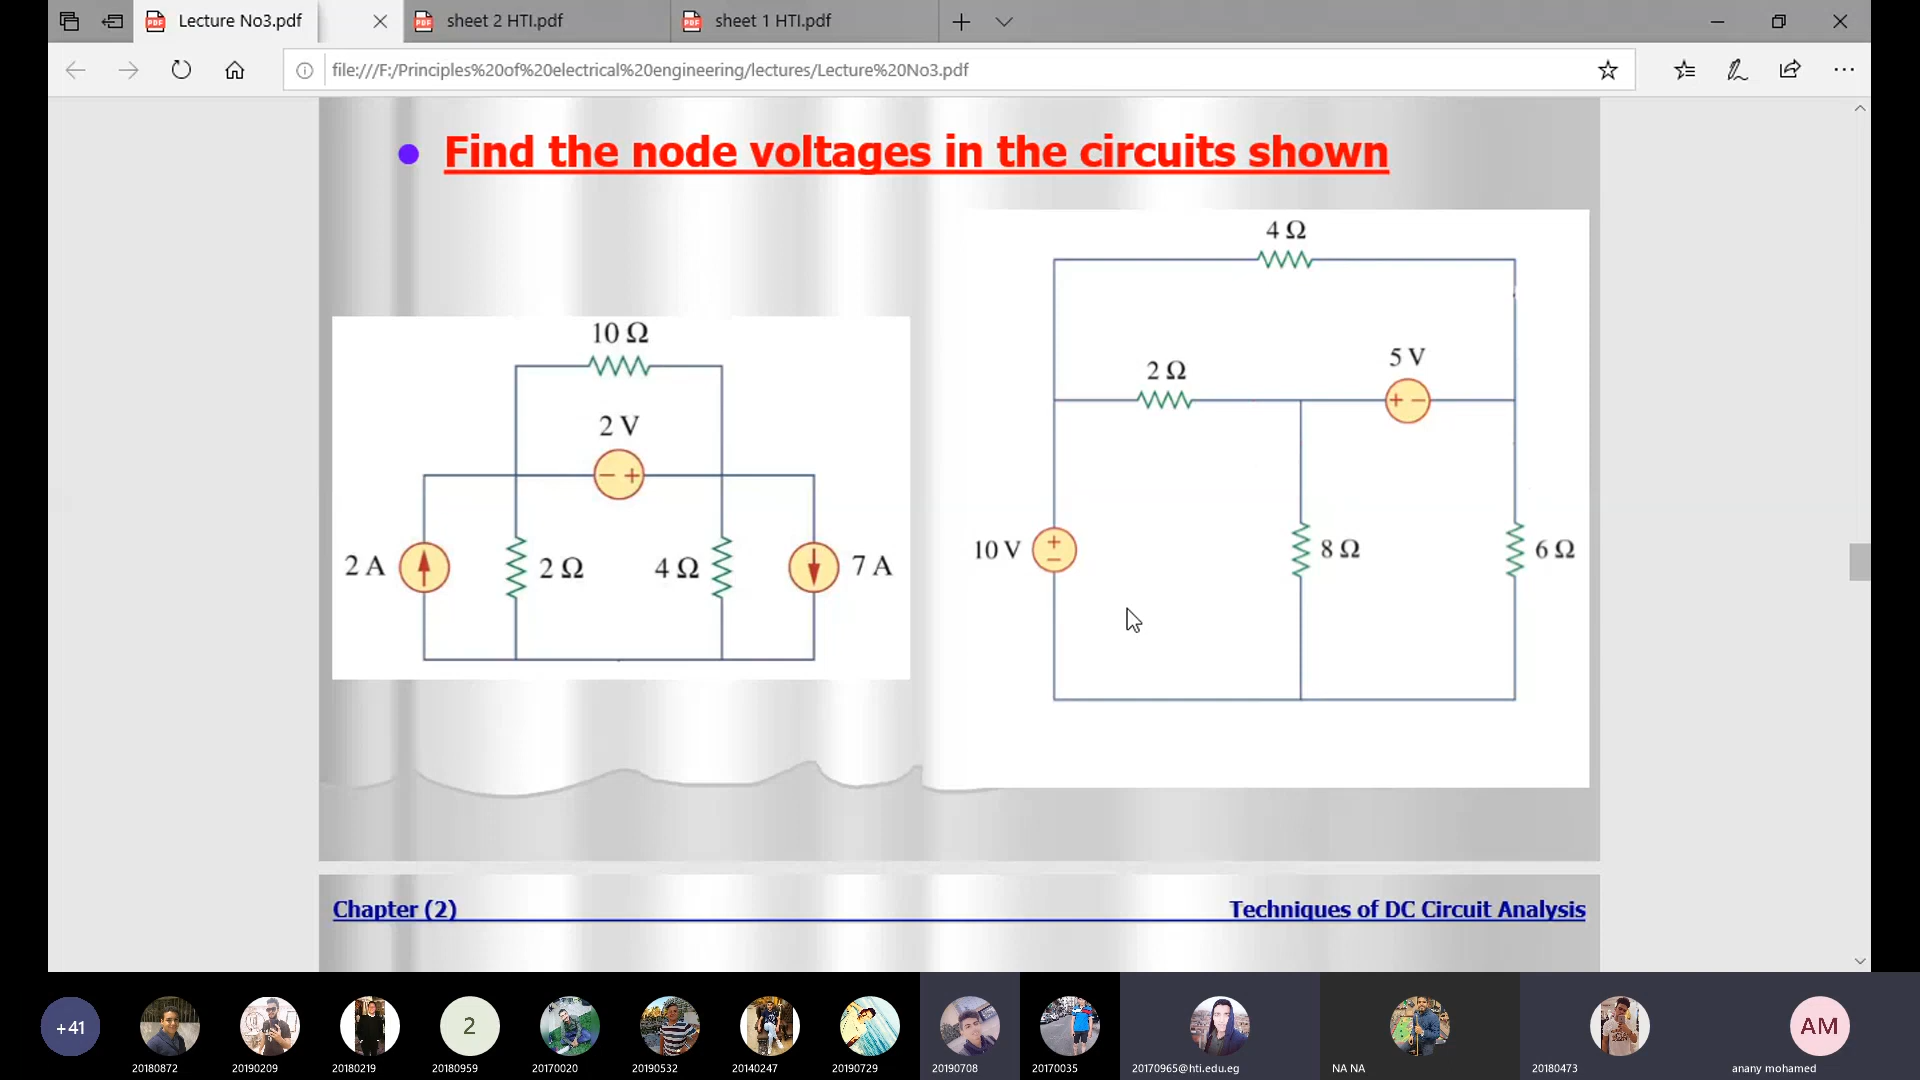 Lecture No3.pdf
sheet 2 HTI.pdf
sheet 1 HTI.pdf
file:///F:/Principles%20of%20electrical%20engineering/lectures/Lecture%20No3.pdf
Find the node voltages in the circuits shown
10 Ω
2 V
2 A
2 Ω
4 Ω
7 A
4 Ω
2 Ω
5 V
10 V
8 Ω
6 Ω
Chapter (2)
Techniques of DC Circuit Analysis
+41
2
AM
20180872
20190209
20180219
20180959
20170020
20190532
20140247
20190729
20190708
20170035
20170965@hti.edu.eg
NA NA
20180473
anany mohamed